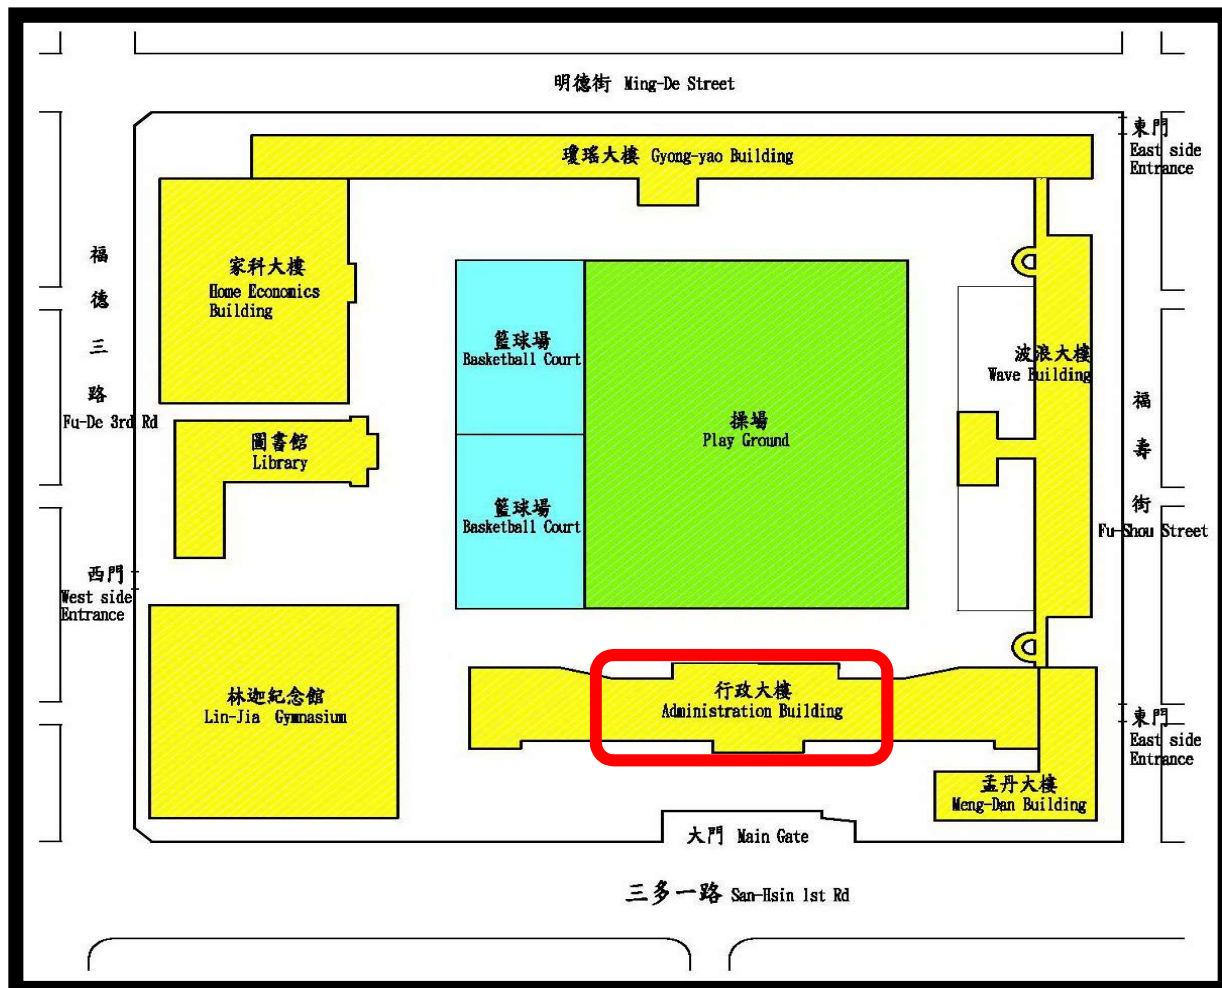 明德街 Ming-De Street
東門
East side
Entrance
瓊瑤大樓 Gyong-yao Building
福德三路
Fu-De 3rd Rd
家科大樓
Home Economics
Building
籃球場
Basketball Court
操場
Play Ground
波浪大樓
Wave Building
福壽街
Fu-Shou Street
圖書館
Library
籃球場
Basketball Court
西門
West side
Entrance
林迦紀念館
Lin-Jia Gymnasium
行政大樓
Administration Building
東門
East side
Entrance
孟丹大樓
Meng-Dan Building
大門 Main Gate
三多一路 San-Hsin 1st Rd